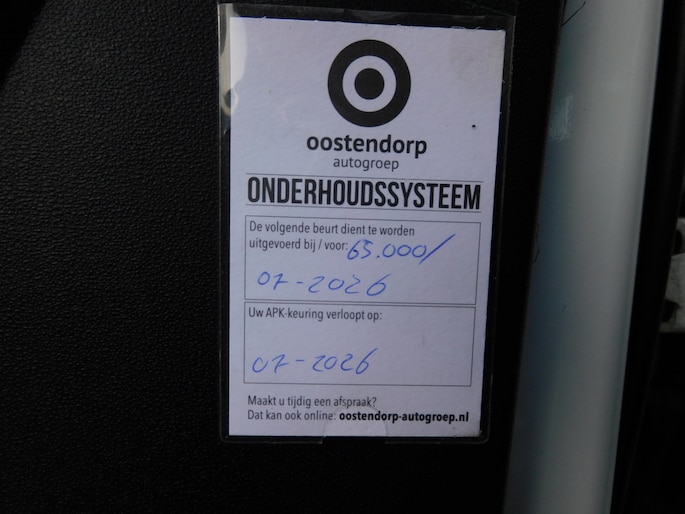 oostendorp
autogroep
ONDERHOUDSSYSTEEM
De volgende beurt dient te worden
uitgevoerd bij / voor: 65.000/
07-2026
Uw APK-keuring verloopt op:
07-2026
Maakt u tijdig een afspraak?
Dat kan ook online: oostendorp-autogroep.nl